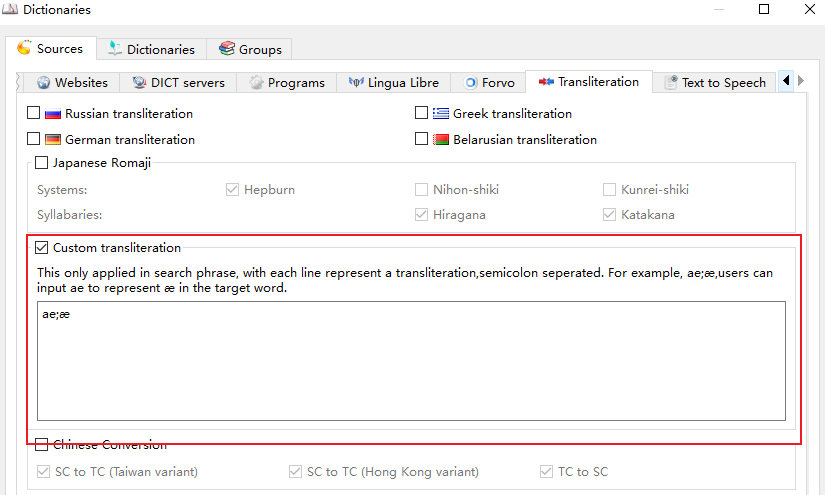 Dictionaries
Sources Dictionaries Groups
Websites DICT servers Programs Lingua Libre Forvo Transliteration Text to Speech
Russian transliteration Greek transliteration
German transliteration Belarusian transliteration
Japanese Romaji
Systems: Hepburn Nihon-shiki Kunrei-shiki
Syllabaries: Hiragana Katakana
Custom transliteration
This only applied in search phrase, with each line represent a transliteration,semicolon seperated. For example, ae;æ,users can
input ae to represent æ in the target word.
ae;æ
Chinese Conversion
SC to TC (Taiwan variant) SC to TC (Hong Kong variant) TC to SC